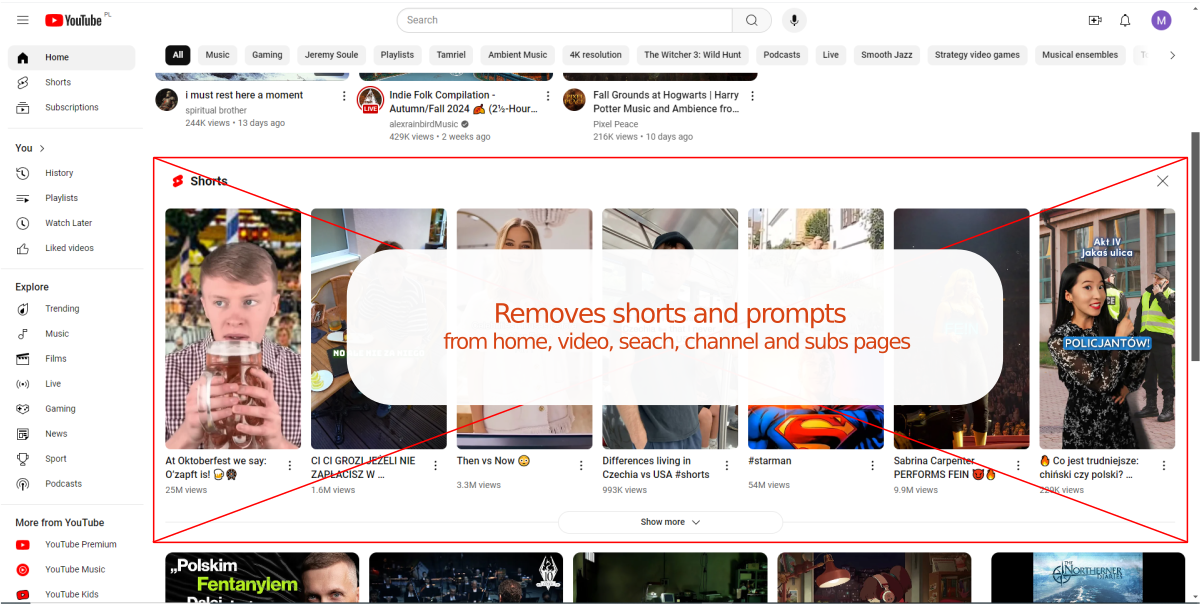 YouTube PL
Search
M
Home
Shorts
Subscriptions
You
History
Playlists
Watch Later
Liked videos
Explore
Trending
Music
Films
Live
Gaming
News
Sport
Podcasts
More from YouTube
YouTube Premium
YouTube Music
YouTube Kids
All
Music
Gaming
Jeremy Soule
Playlists
Tamriel
Ambient Music
4K resolution
The Witcher 3: Wild Hunt
Podcasts
Live
Smooth Jazz
Strategy video games
Musical ensembles
i must rest here a moment
spiritual brother
244K views • 13 days ago
LIVE
Indie Folk Compilation -
Autumn/Fall 2024 🍂 (2½-Hour...
alexrainbirdMusic
429K views • 2 weeks ago
PIXEL
PEACE
Fall Grounds at Hogwarts | Harry
Potter Music and Ambience fro...
Pixel Peace
216K views • 10 days ago
Shorts
Removes shorts and prompts
from home, video, seach, channel and subs pages
Akt IV
Jakaś ulica
POLICJANTÓW!
At Oktoberfest we say:
O'zapft is! 🍺🥨
25M views
CI CI GROZI JEŻELI NIE
ZAPŁACISZ W ...
1.6M views
Then vs Now 😳
3.3M views
Differences living in
Czechia vs USA #shorts
993K views
#starman
54M views
Sabrina Carpenter
PERFORMS FEIN 👿🔥
9.9M views
🔥 Co jest trudniejsze:
chiński czy polski? ...
229K views
Show more
„Polskim
Fentanylem
THE
NORTHERNER
DIARIES